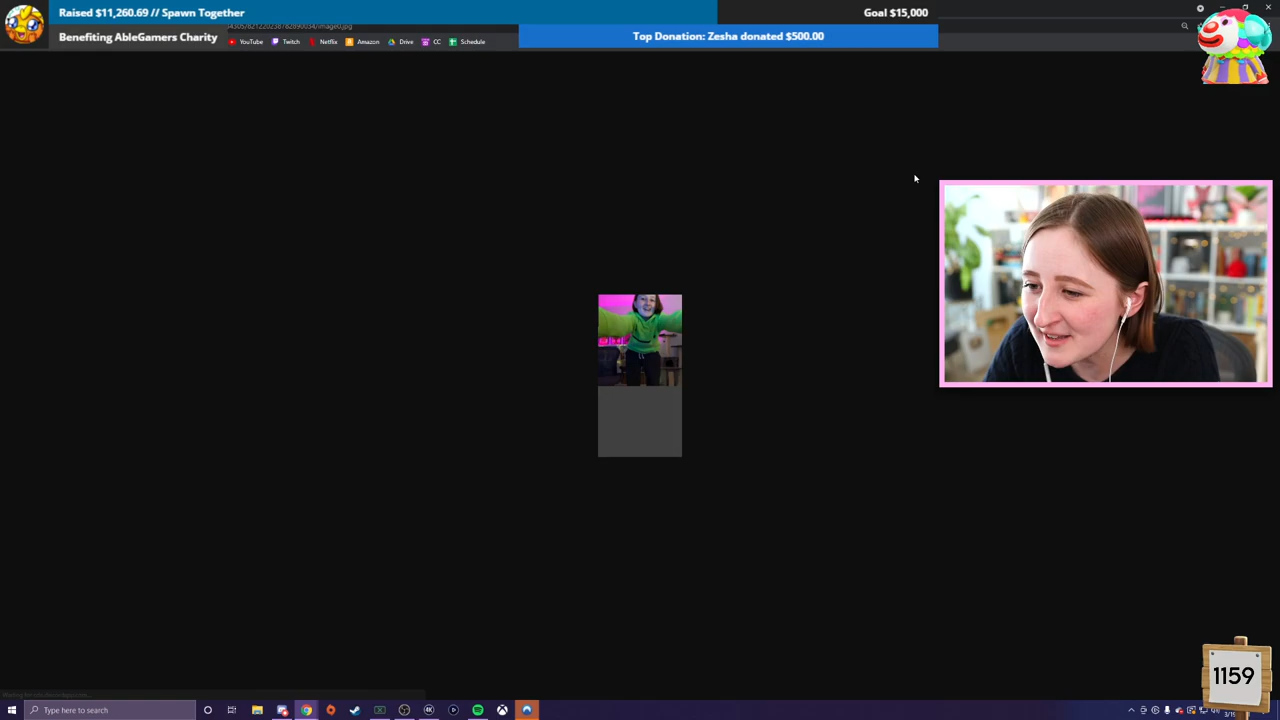 Raised $11,260.69 // Spawn Together
Goal $15,000
Benefiting AbleGamers Charity
Top Donation: Zesha donated $500.00
YouTube Twitch Netflix Amazon Drive CC Schedule
1159
Type here to search